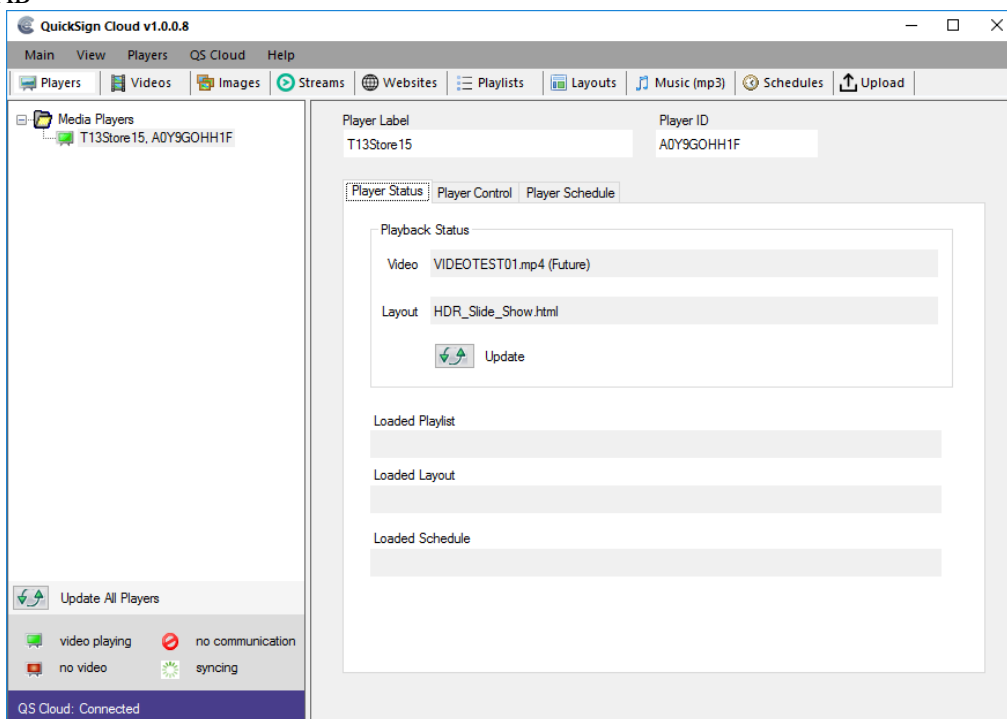 QuickSign Cloud v1.0.0.8
Main View Players QS Cloud Help
Players Videos Images Streams Websites Playlists Layouts Music (mp3) Schedules Upload
Media Players
T13Store15, A0Y9GOHH1F
Player Label Player ID
T13Store15 A0Y9GOHH1F
Player Status Player Control Player Schedule
Playback Status
Video VIDEOTEST01.mp4 (Future)
Layout HDR_Slide_Show.html
Update
Loaded Playlist
Loaded Layout
Loaded Schedule
Update All Players
video playing no communication
no video syncing
QS Cloud: Connected